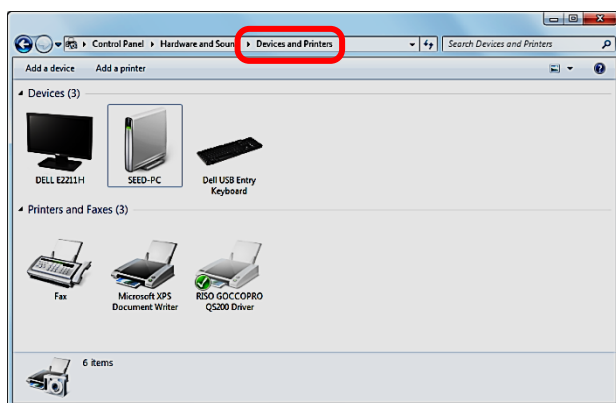 Control Panel ▸ Hardware and Soun ▸ Devices and Printers
Search Devices and Printers
Add a device Add a printer
Devices (3)
DELL E2211H
SEED-PC
Dell USB Entry
Keyboard
Printers and Faxes (3)
Fax
Microsoft XPS
Document Writer
RISO GOCCOPRO
QS200 Driver
6 items